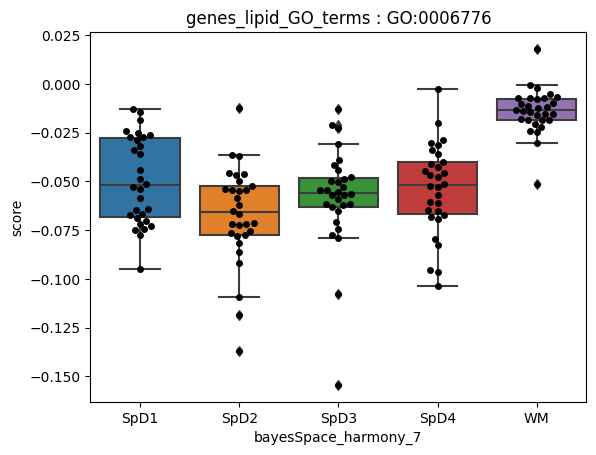 genes_lipid_GO_terms : GO:0006776
0.025
0.000
−0.025
−0.050
−0.075
−0.100
−0.125
−0.150
score
SpD1 SpD2 SpD3 SpD4 WM
bayesSpace_harmony_7